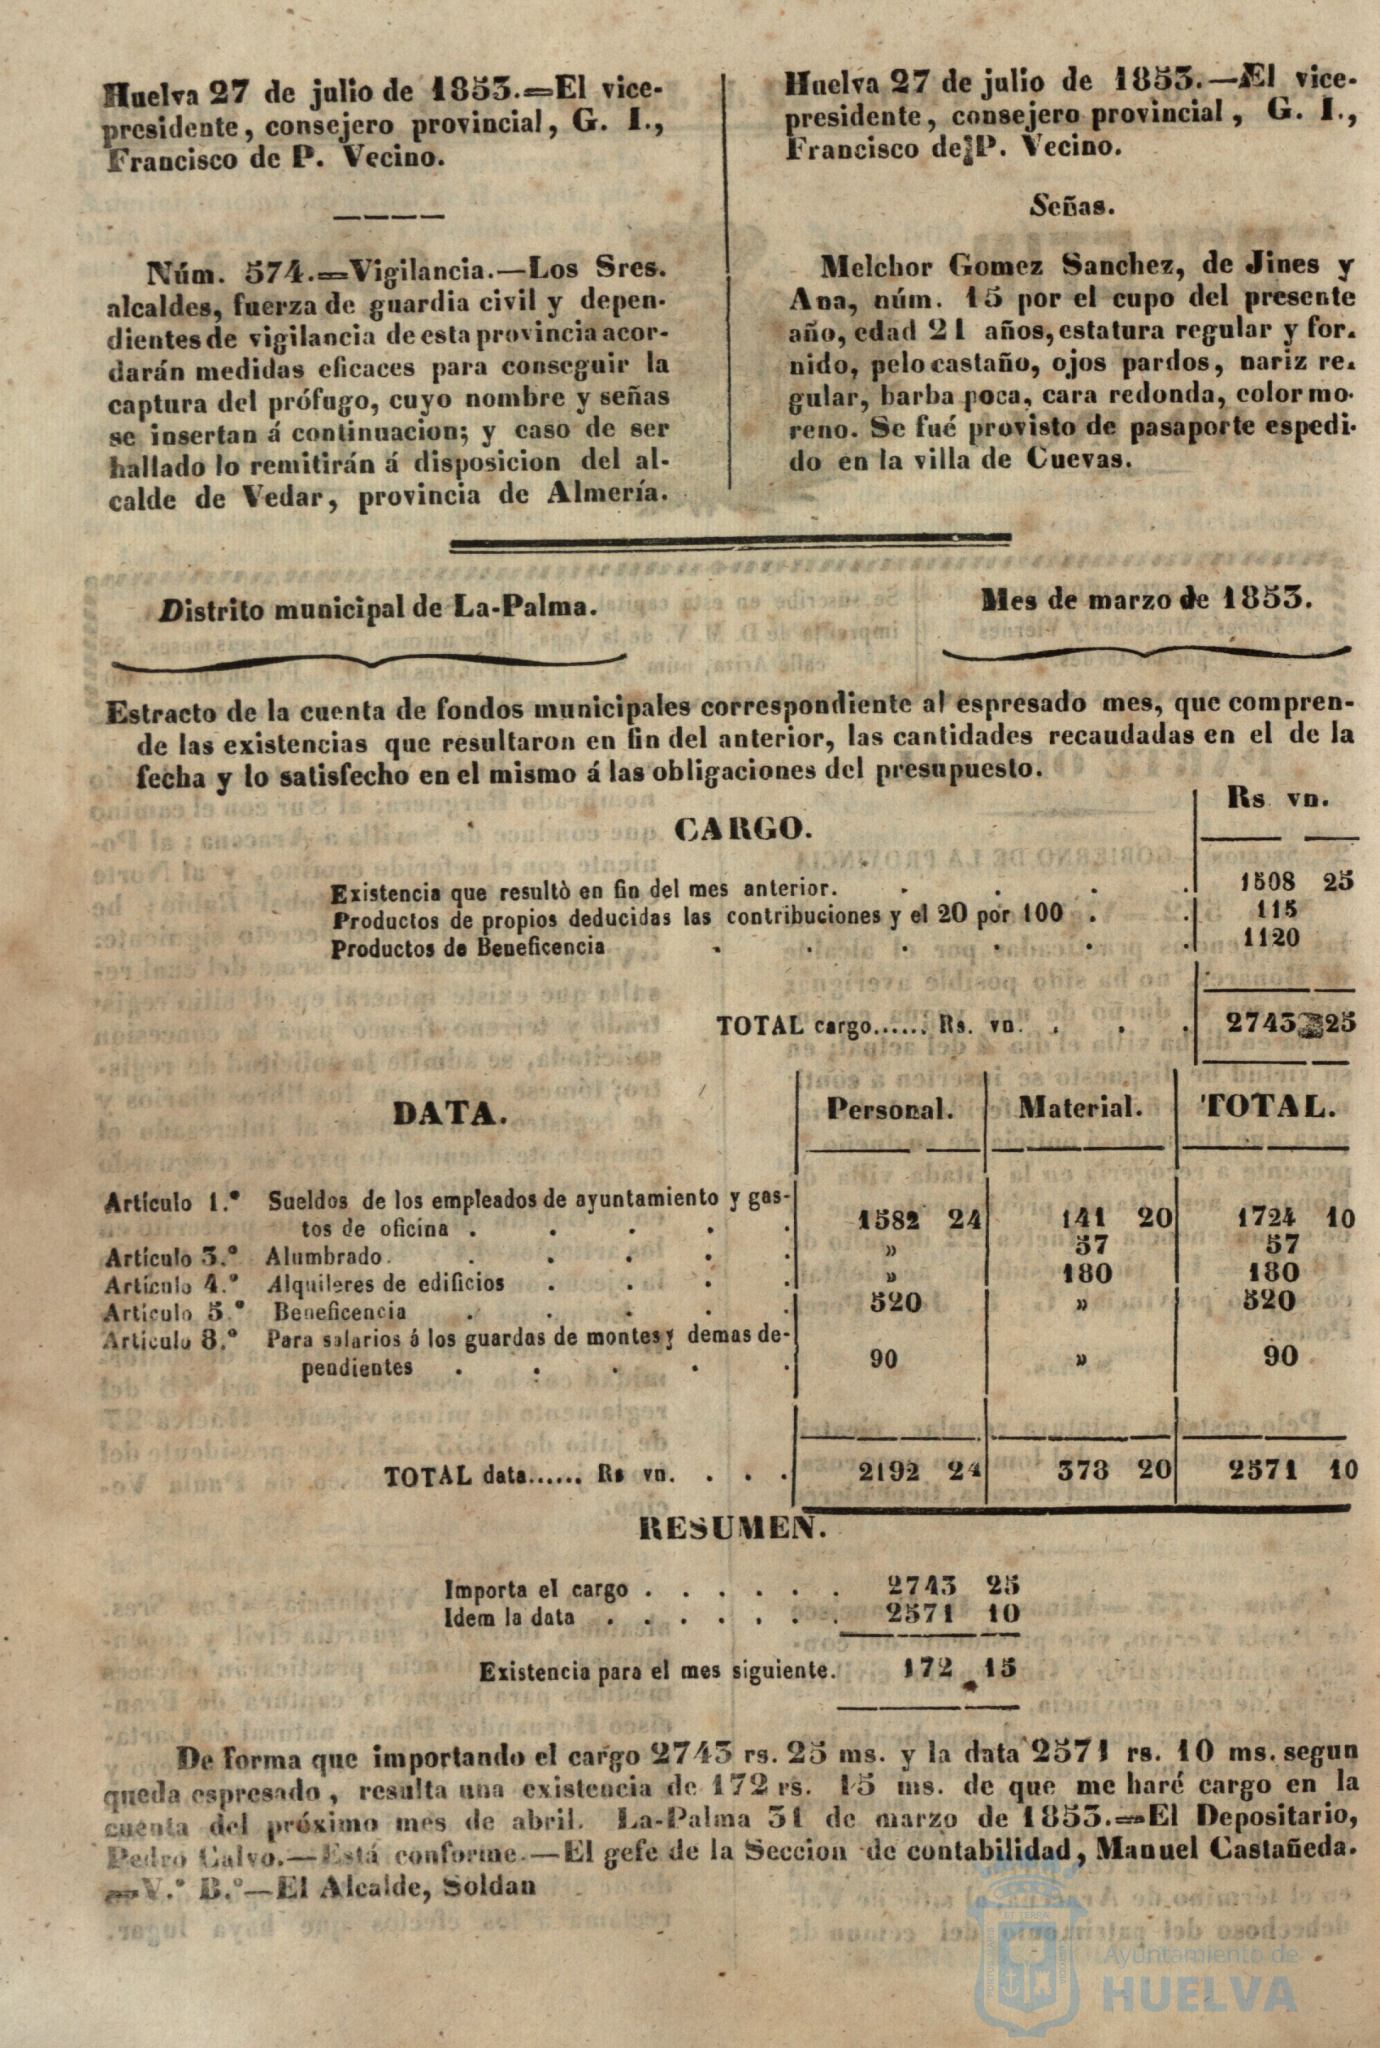 Huelva 27 de julio de 1853.=El vice-
presidente, consejero provincial, G. I.,
Francisco de P. Vecino.
Núm. 574.=Vigilancia.—Los Sres.
alcaldes, fuerza de guardia civil y depen-
dientes de vigilancia de esta provincia acor-
darán medidas eficaces para conseguir la
captura del prófugo, cuyo nombre y señas
se insertan á continuacion; y caso de ser
hallado lo remitirán á disposicion del al-
calde de Vedar, provincia de Almería.
Huelva 27 de julio de 1853.—El vice-
presidente, consejero provincial, G. I.,
Francisco de P. Vecino.
Señas.
Melchor Gomez Sanchez, de Jines y
Ana, núm. 15 por el cupo del presente
año, edad 21 años, estatura regular y for-
nido, pelo castaño, ojos pardos, nariz re-
gular, barba poca, cara redonda, color mo-
reno. Se fué provisto de pasaporte espedi-
do en la villa de Cuevas.
Distrito municipal de La-Palma. Mes de marzo de 1853.
Estracto de la cuenta de fondos municipales correspondiente al espresado mes, que compren-
de las existencias que resultaron en fin del anterior, las cantidades recaudadas en el de la
fecha y lo satisfecho en el mismo á las obligaciones del presupuesto.
Rs vn.
CARGO.
Existencia que resultò en fin del mes anterior. . . . . 1508 25
Productos de propios deducidas las contribuciones y el 20 por 100 . . 115
Productos de Beneficencia . . . . . . 1120
TOTAL cargo...... Rs. vn. . . . 2743 25
DATA. Personal. Material. TOTAL.
Artículo 1.º Sueldos de los empleados de ayuntamiento y gas-
tos de oficina . . . . . 1582 24 141 20 1724 10
Artículo 3.º Alumbrado . . . . . » 57 57
Artículo 4.º Alquileres de edificios . . . . » 180 180
Artículo 5.º Beneficencia . . . . . 520 » 520
Artículo 8.º Para salarios á los guardas de montes y demas de-
pendientes . . . . . 90 » 90
TOTAL data...... Rs vn. . . . 2192 24 378 20 2571 10
RESUMEN.
Importa el cargo . . . . . . 2743 25
Idem la data . . . . . . . 2571 10
Existencia para el mes siguiente. 172 15
De forma que importando el cargo 2743 rs. 25 ms. y la data 2571 rs. 10 ms. segun
queda espresado, resulta una existencia de 172 rs. 15 ms. de que me haré cargo en la
cuenta del próximo mes de abril. La-Palma 31 de marzo de 1853.=El Depositario,
Pedro Calvo.—Está conforme.—El gefe de la Seccion de contabilidad, Manuel Castañeda.
=V.º B.º—El Alcalde, Soldan
Ayuntamiento de
HUELVA